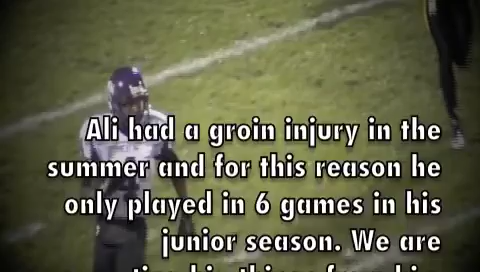 Ali had a groin injury in the
summer and for this reason he
only played in 6 games in his
junior season. We are